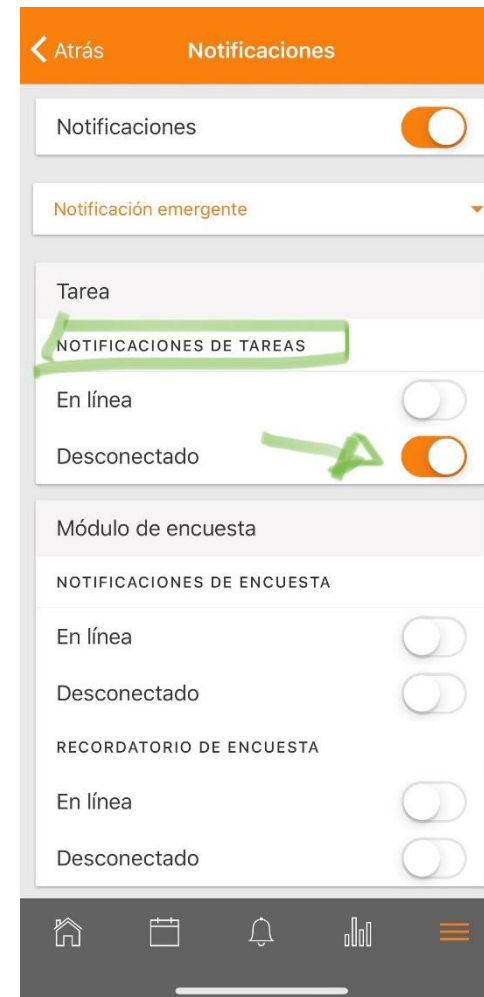 Atrás Notificaciones
Notificaciones
Notificación emergente
Tarea
NOTIFICACIONES DE TAREAS
En línea
Desconectado
Módulo de encuesta
NOTIFICACIONES DE ENCUESTA
En línea
Desconectado
RECORDATORIO DE ENCUESTA
En línea
Desconectado